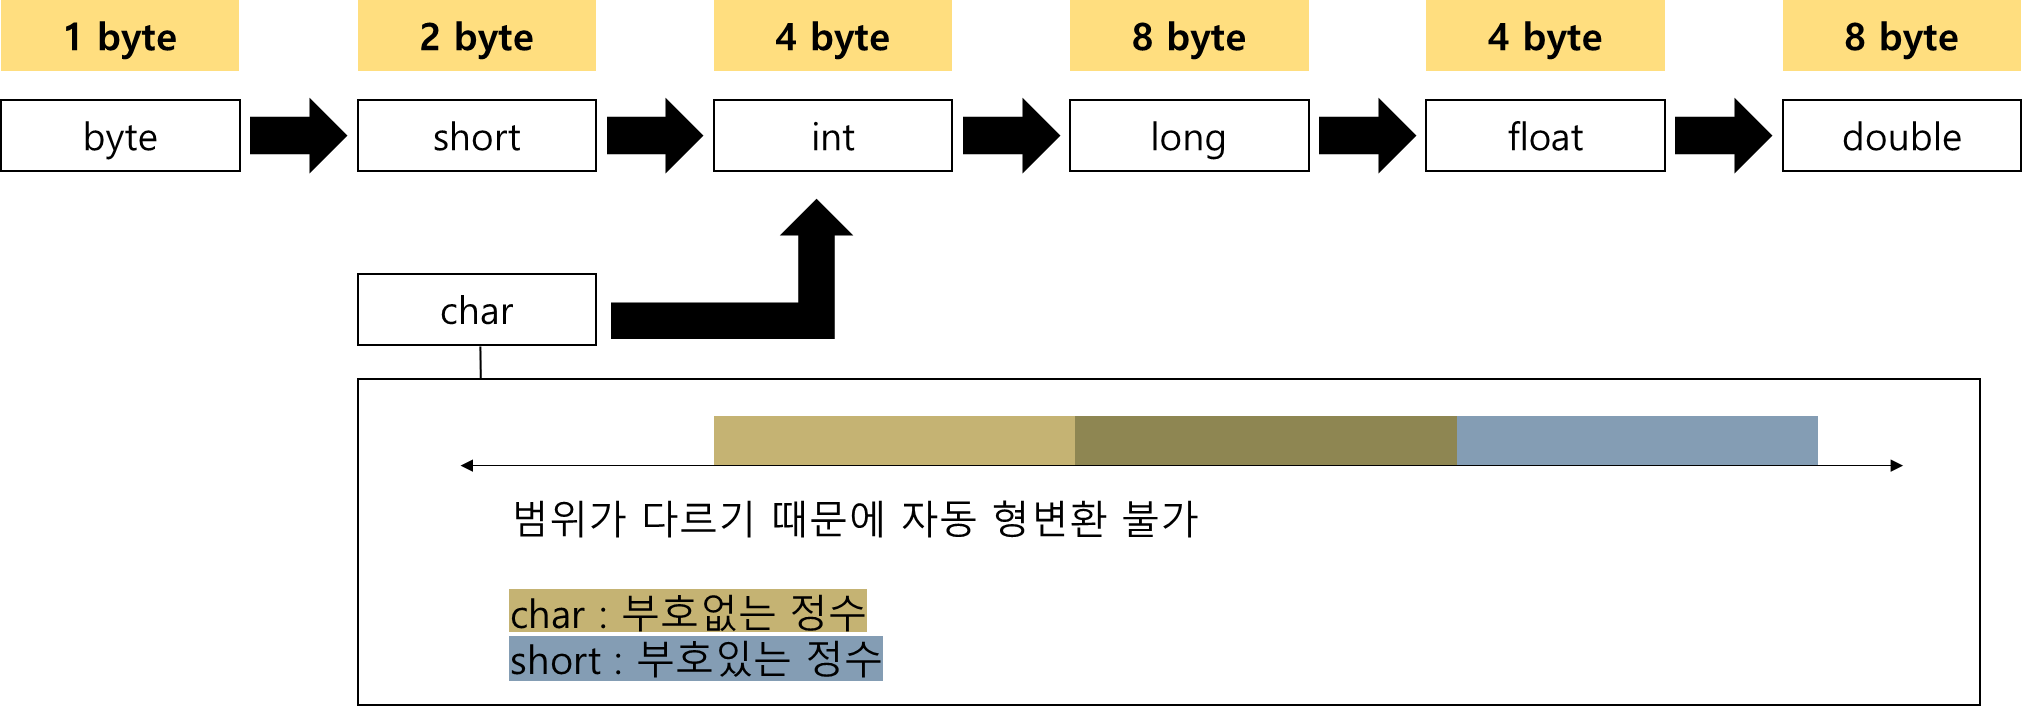 1 byte
2 byte
4 byte
8 byte
4 byte
8 byte
byte
short
int
long
float
double
char
범위가 다르기 때문에 자동 형변환 불가
char : 부호없는 정수
short : 부호있는 정수